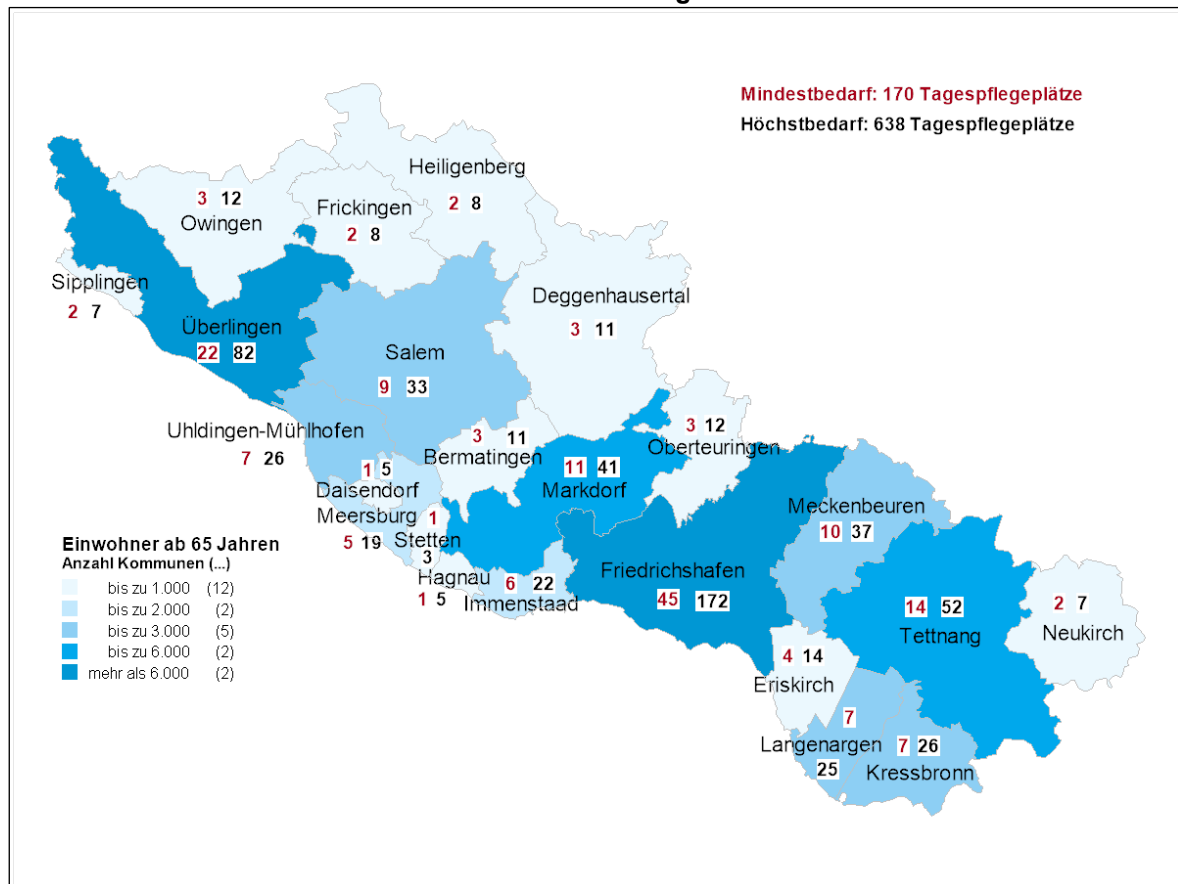 Mindestbedarf: 170 Tagespflegeplätze
Höchstbedarf: 638 Tagespflegeplätze
Heiligenberg
2 8
3 12
Owingen
Frickingen
2 8
Sipplingen
2 7
Deggenhausertal
3 11
Überlingen
22 82
Salem
9 33
Uhldingen-Mühlhofen
7 26
3 11
Bermatingen
3 12
Oberteuringen
1 5
Daisendorf
11 41
Markdorf
Meersburg
5 19
1
Stetten
3
Meckenbeuren
10 37
Hagnau
1 5
6 22
Immenstaad
Friedrichshafen
45 172
14 52
Tettnang
2 7
Neukirch
4 14
Eriskirch
7
Langenargen
25
7 26
Kressbronn
Einwohner ab 65 Jahren
Anzahl Kommunen (...)
bis zu 1.000 (12)
bis zu 2.000 (2)
bis zu 3.000 (5)
bis zu 6.000 (2)
mehr als 6.000 (2)